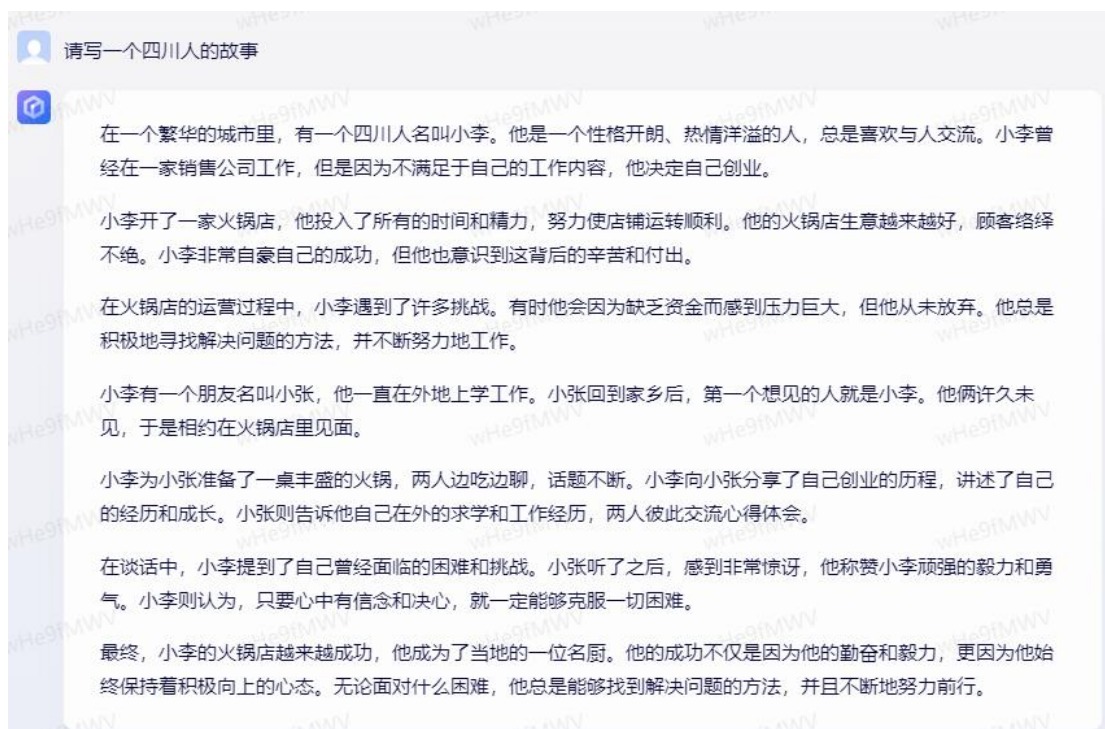 请写一个四川人的故事
在一个繁华的城市里，有一个四川人名叫小李。他是一个性格开朗、热情洋溢的人，总是喜欢与人交流。小李曾
经在一家销售公司工作，但是因为不满足于自己的工作内容，他决定自己创业。
小李开了一家火锅店，他投入了所有的时间和精力，努力使店铺运转顺利。他的火锅店生意越来越好，顾客络绎
不绝。小李非常自豪自己的成功，但他也意识到这背后的辛苦和付出。
在火锅店的运营过程中，小李遇到了许多挑战。有时他会因为缺乏资金而感到压力巨大，但他从未放弃。他总是
积极地寻找解决问题的方法，并不断努力地工作。
小李有一个朋友名叫小张，他一直在外地上学工作。小张回到家乡后，第一个想见的人就是小李。他俩许久未
见，于是相约在火锅店里见面。
小李为小张准备了一桌丰盛的火锅，两人边吃边聊，话题不断。小李向小张分享了自己创业的历程，讲述了自己
的经历和成长。小张则告诉他自己在外的求学和工作经历，两人彼此交流心得体会。
在谈话中，小李提到了自己曾经面临的困难和挑战。小张听了之后，感到非常惊讶，他称赞小李顽强的毅力和勇
气。小李则认为，只要心中有信念和决心，就一定能够克服一切困难。
最终，小李的火锅店越来越成功，他成为了当地的一位名厨。他的成功不仅是因为他的勤奋和毅力，更因为他始
终保持着积极向上的心态。无论面对什么困难，他总是能够找到解决问题的方法，并且不断地努力前行。
wHe9fMWV